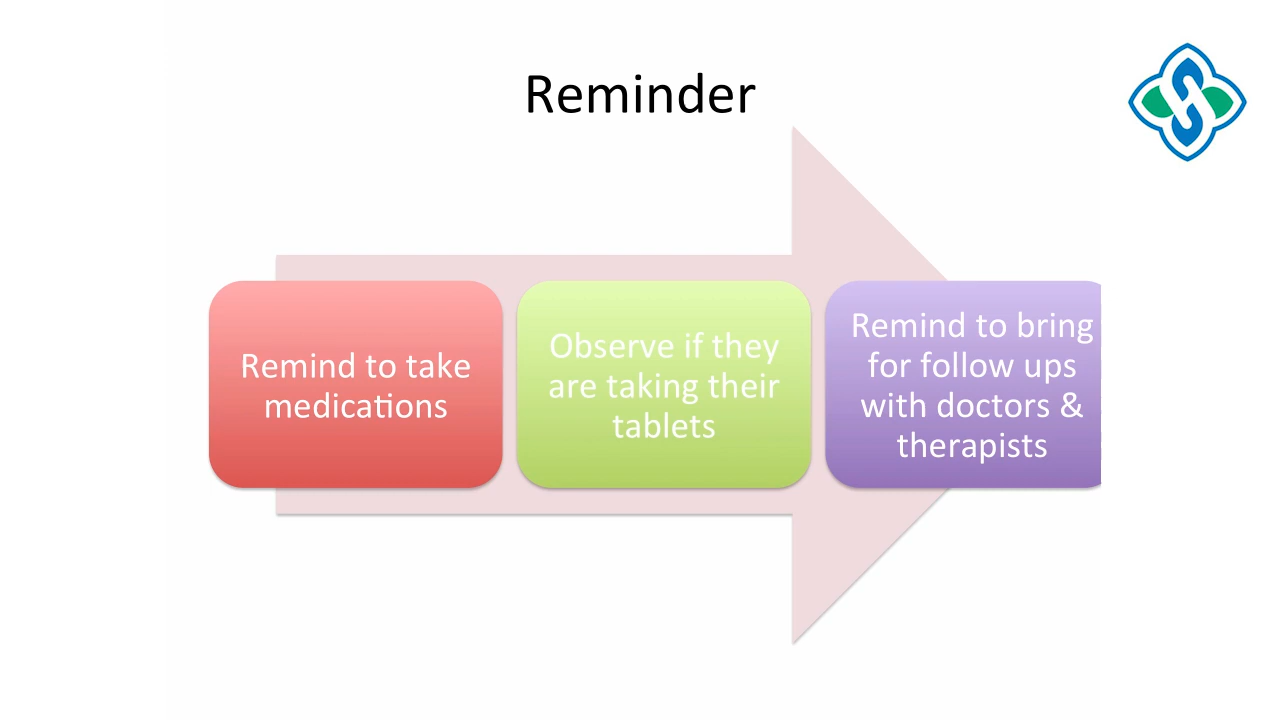 Reminder
Remind to take
medications
Observe if they
are taking their
tablets
Remind to bring
for follow ups
with doctors &
therapists